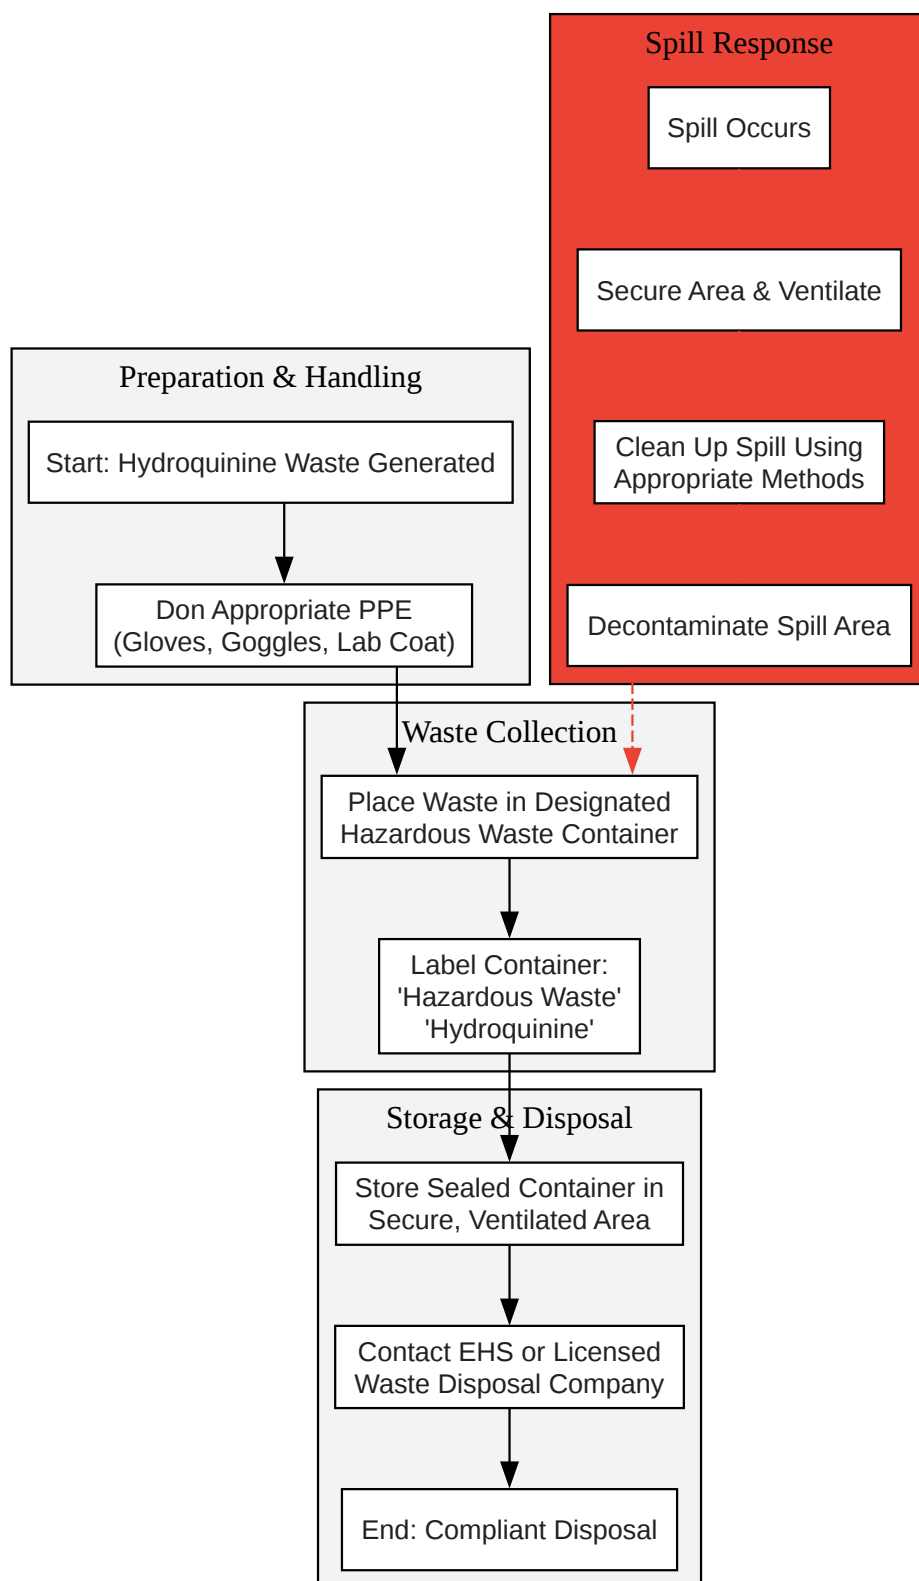 Spill Response
Spill Occurs
Secure Area & Ventilate
Clean Up Spill Using
Appropriate Methods
Decontaminate Spill Area
Preparation & Handling
Start: Hydroquinine Waste Generated
Don Appropriate PPE
(Gloves, Goggles, Lab Coat)
Waste Collection
Place Waste in Designated
Hazardous Waste Container
Label Container:
'Hazardous Waste'
'Hydroquinine'
Storage & Disposal
Store Sealed Container in
Secure, Ventilated Area
Contact EHS or Licensed
Waste Disposal Company
End: Compliant Disposal